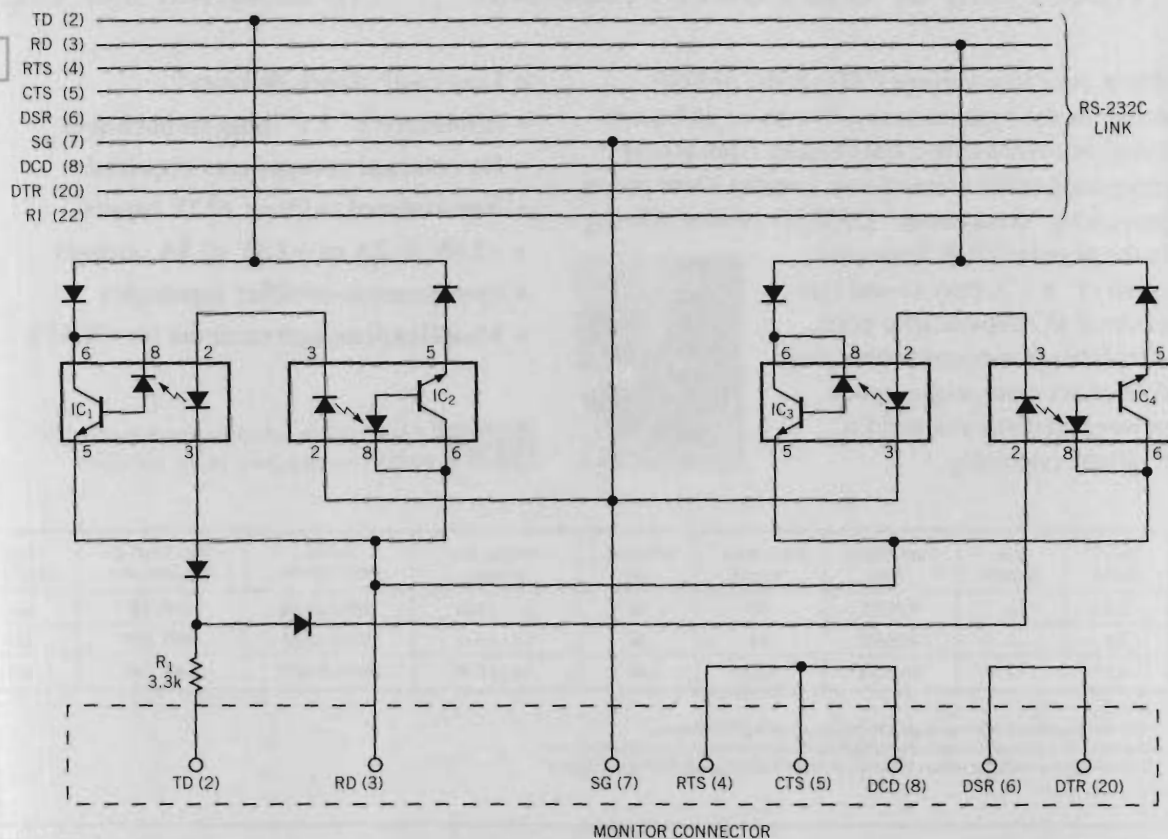 TD (2)
RD (3)
RTS (4)
CTS (5)
DSR (6)
SG (7)
DCD (8)
DTR (20)
RI (22)
RS-232C
LINK
6 8 2 3 5 6 8 2 3 5
IC1 IC2 IC3 IC4
5 3 2 8 6 5 3 2 8 6
R1
3.3k
TD (2) RD (3) SG (7) RTS (4) CTS (5) DCD (8) DSR (6) DTR (20)
MONITOR CONNECTOR